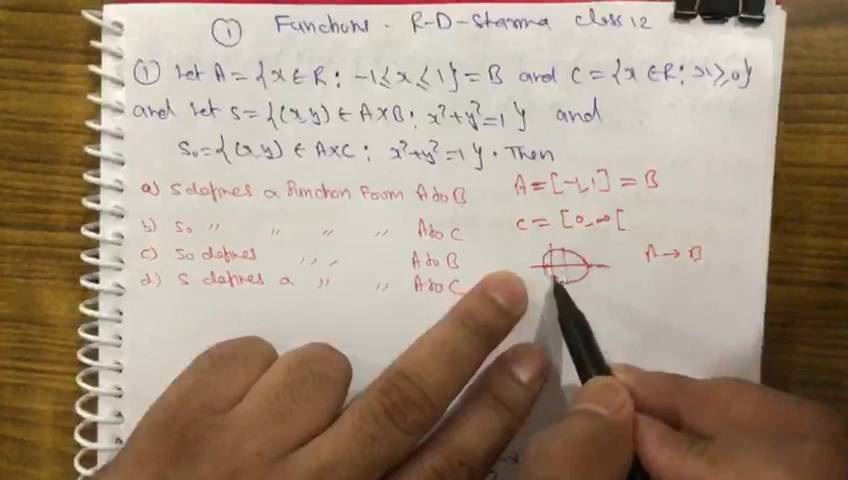 ① Functions - R-D-Sharma class 12
① Let A = {x ∈ R : -1 ≤ x ≤ 1} = B and C = {x ∈ R : x ≥ 0}
and let S = {(x,y) ∈ A×B : x²+y² = 1} and
S₀ = {(x,y) ∈ A×C : x²+y² = 1}. Then
a) S defines a function form A to B
b) S₀ ,, ,, ,, ,, A to C
c) S₀ defines ,,, A to B
d) S defines a ,, ,, A to C
A = [-1,1] = B
C = [0,∞[
A → B